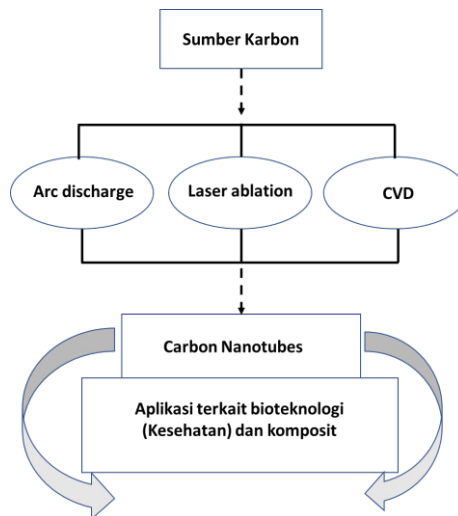 Sumber Karbon
Arc discharge
Laser ablation
CVD
Carbon Nanotubes
Aplikasi terkait bioteknologi
(Kesehatan) dan komposit